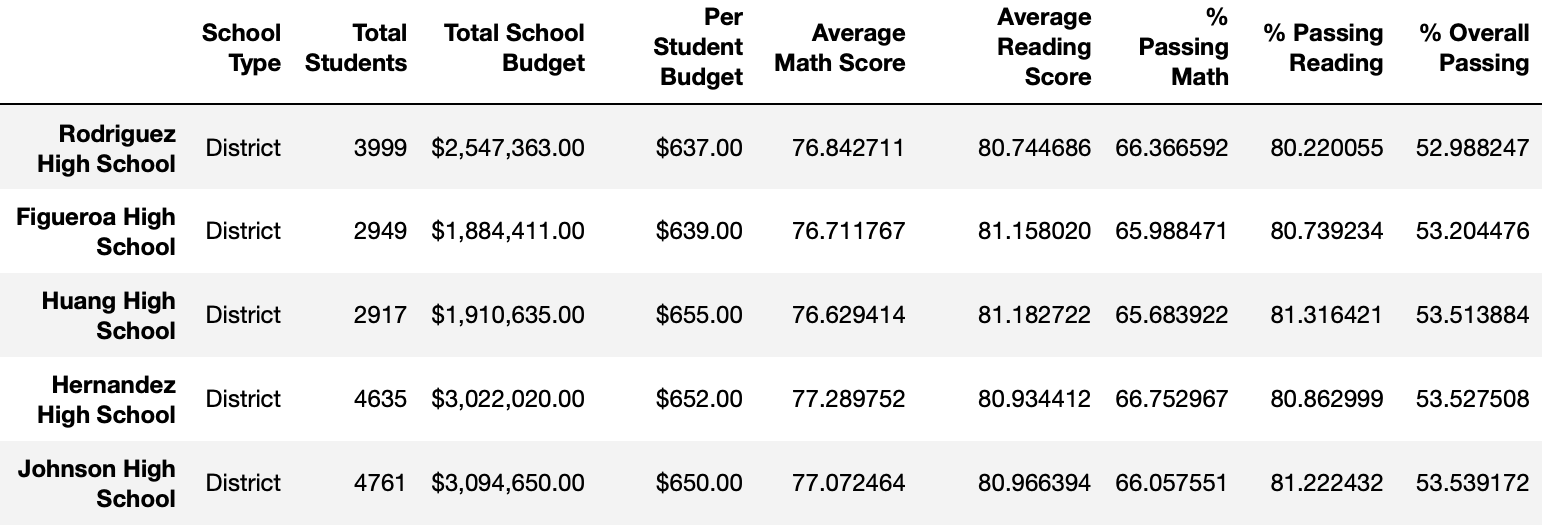 School Type Total Students Total School Budget Per Student Budget Average Math Score Average Reading Score % Passing Math % Passing Reading % Overall Passing
Rodriguez High School District 3999 $2,547,363.00 $637.00 76.842711 80.744686 66.366592 80.220055 52.988247
Figueroa High School District 2949 $1,884,411.00 $639.00 76.711767 81.158020 65.988471 80.739234 53.204476
Huang High School District 2917 $1,910,635.00 $655.00 76.629414 81.182722 65.683922 81.316421 53.513884
Hernandez High School District 4635 $3,022,020.00 $652.00 77.289752 80.934412 66.752967 80.862999 53.527508
Johnson High School District 4761 $3,094,650.00 $650.00 77.072464 80.966394 66.057551 81.222432 53.539172